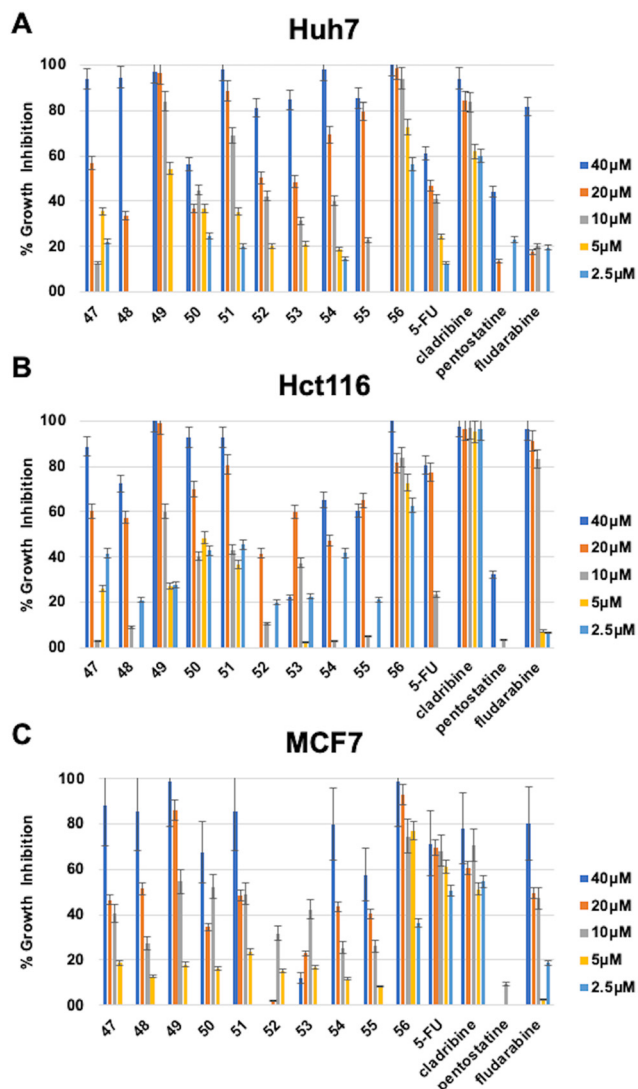 A
Huh7
100
80
60
40
20
00
% Growth Inhibition
40µM
20µM
10µM
5µM
2.5µM
47 48 49 50 51 52 53 54 55 56 5-FU cladribine pentostatine fludarabine
B
Hct116
100
80
60
40
20
00
% Growth Inhibition
40µM
20µM
10µM
5µM
2.5µM
47 48 49 50 51 52 53 54 55 56 5-FU cladribine pentostatine fludarabine
C
MCF7
100
80
60
40
20
00
% Growth Inhibition
40µM
20µM
10µM
5µM
2.5µM
47 48 49 50 51 52 53 54 55 56 5-FU cladribine pentostatine fludarabine